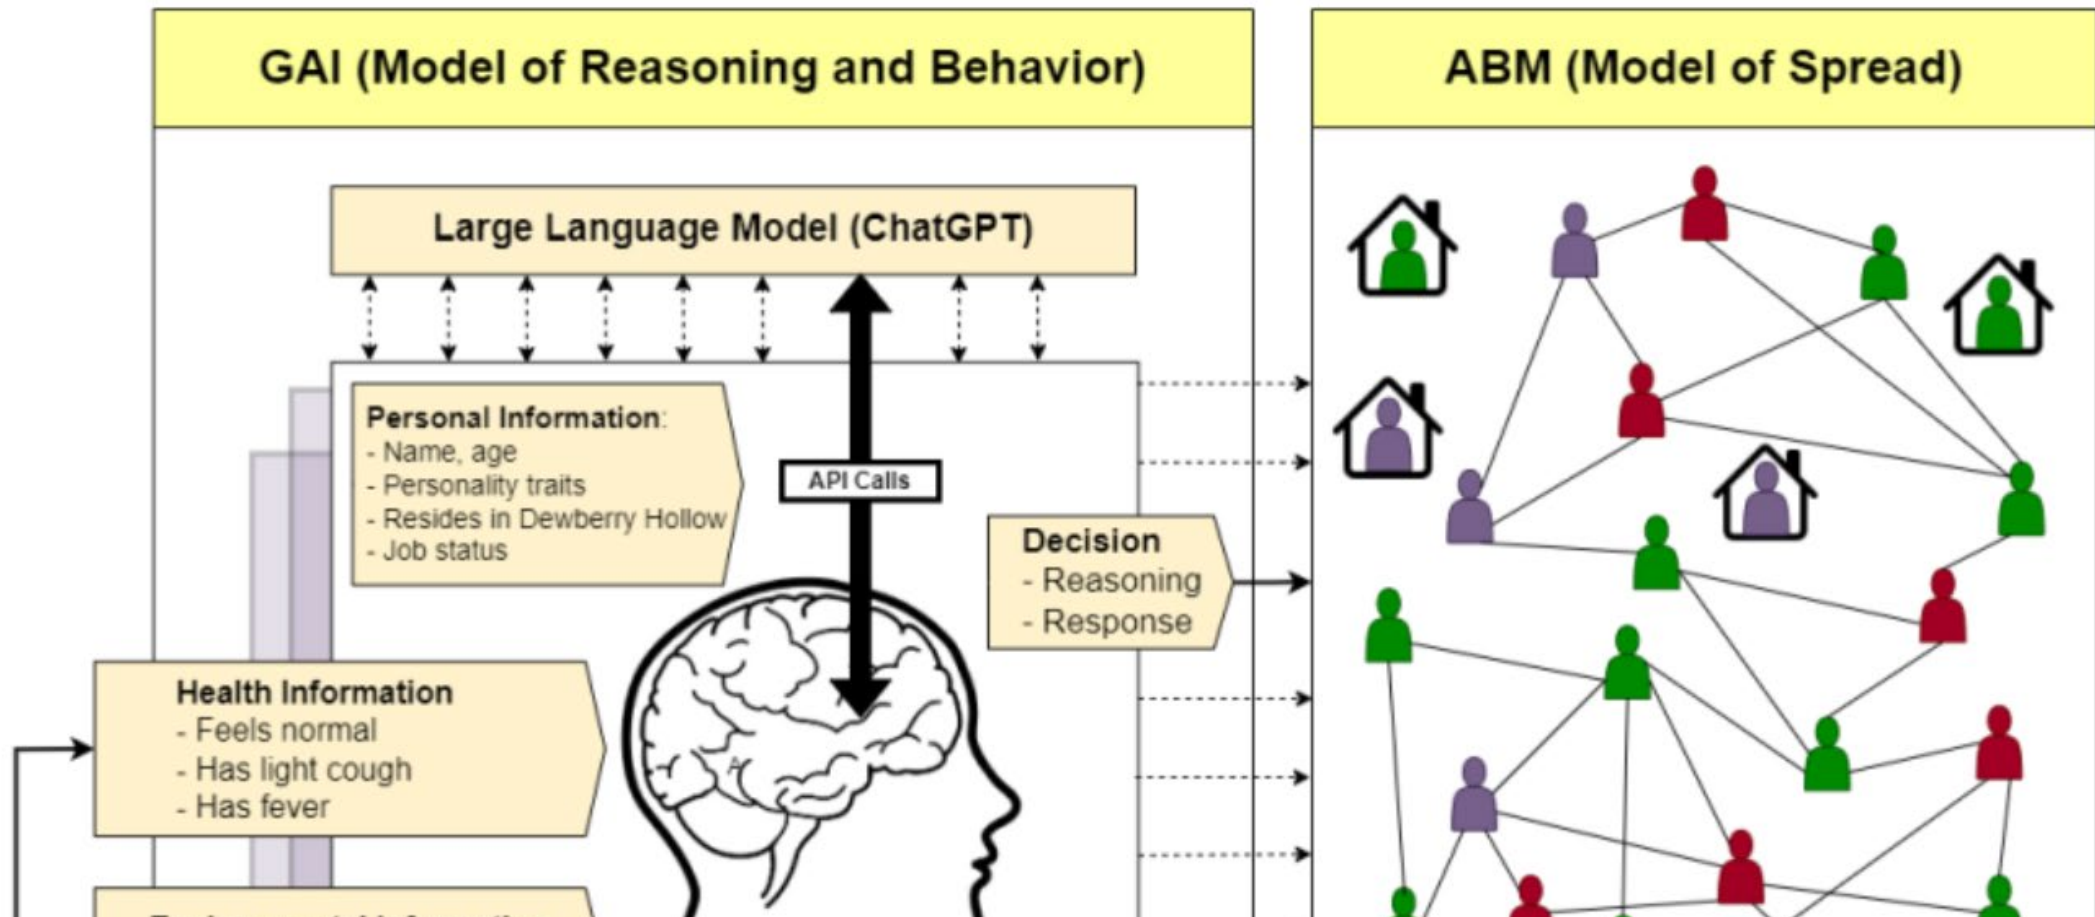 GAI (Model of Reasoning and Behavior)
ABM (Model of Spread)
Large Language Model (ChatGPT)
Personal Information:
- Name, age
- Personality traits
- Resides in Dewberry Hollow
- Job status
API Calls
Decision
- Reasoning
- Response
Health Information
- Feels normal
- Has light cough
- Has fever